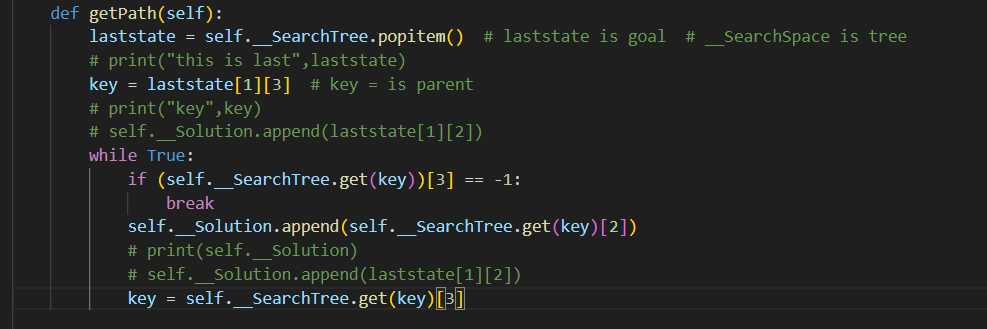 def getPath(self):
    laststate = self.__SearchTree.popitem()  # laststate is goal  # __SearchSpace is tree
    # print("this is last",laststate)
    key = laststate[1][3]  # key = is parent
    # print("key",key)
    # self.__Solution.append(laststate[1][2])
    while True:
        if (self.__SearchTree.get(key))[3] == -1:
            break
        self.__Solution.append(self.__SearchTree.get(key)[2])
        # print(self.__Solution)
        # self.__Solution.append(laststate[1][2])
        key = self.__SearchTree.get(key)[3]